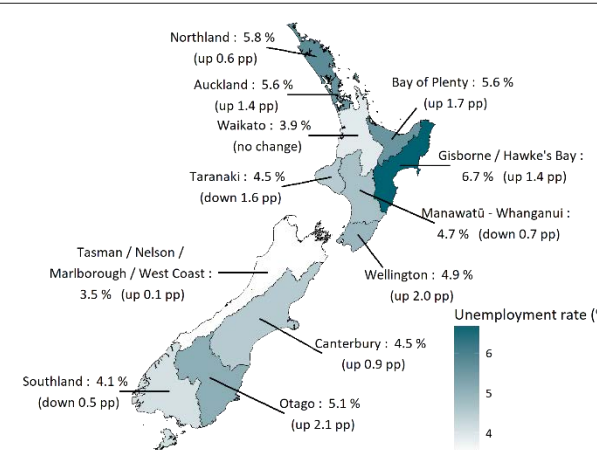 Northland : 5.8 %
(up 0.6 pp)
Auckland : 5.6 %
(up 1.4 pp)
Bay of Plenty : 5.6 %
(up 1.7 pp)
Waikato : 3.9 %
(no change)
Gisborne / Hawke's Bay :
6.7 % (up 1.4 pp)
Taranaki : 4.5 %
(down 1.6 pp)
Manawatū - Whanganui :
4.7 % (down 0.7 pp)
Tasman / Nelson /
Marlborough / West Coast :
3.5 % (up 0.1 pp)
Wellington : 4.9 %
(up 2.0 pp)
Canterbury : 4.5 %
(up 0.9 pp)
Southland : 4.1 %
(down 0.5 pp)
Otago : 5.1 %
(up 2.1 pp)
Unemployment rate (%
6
5
4